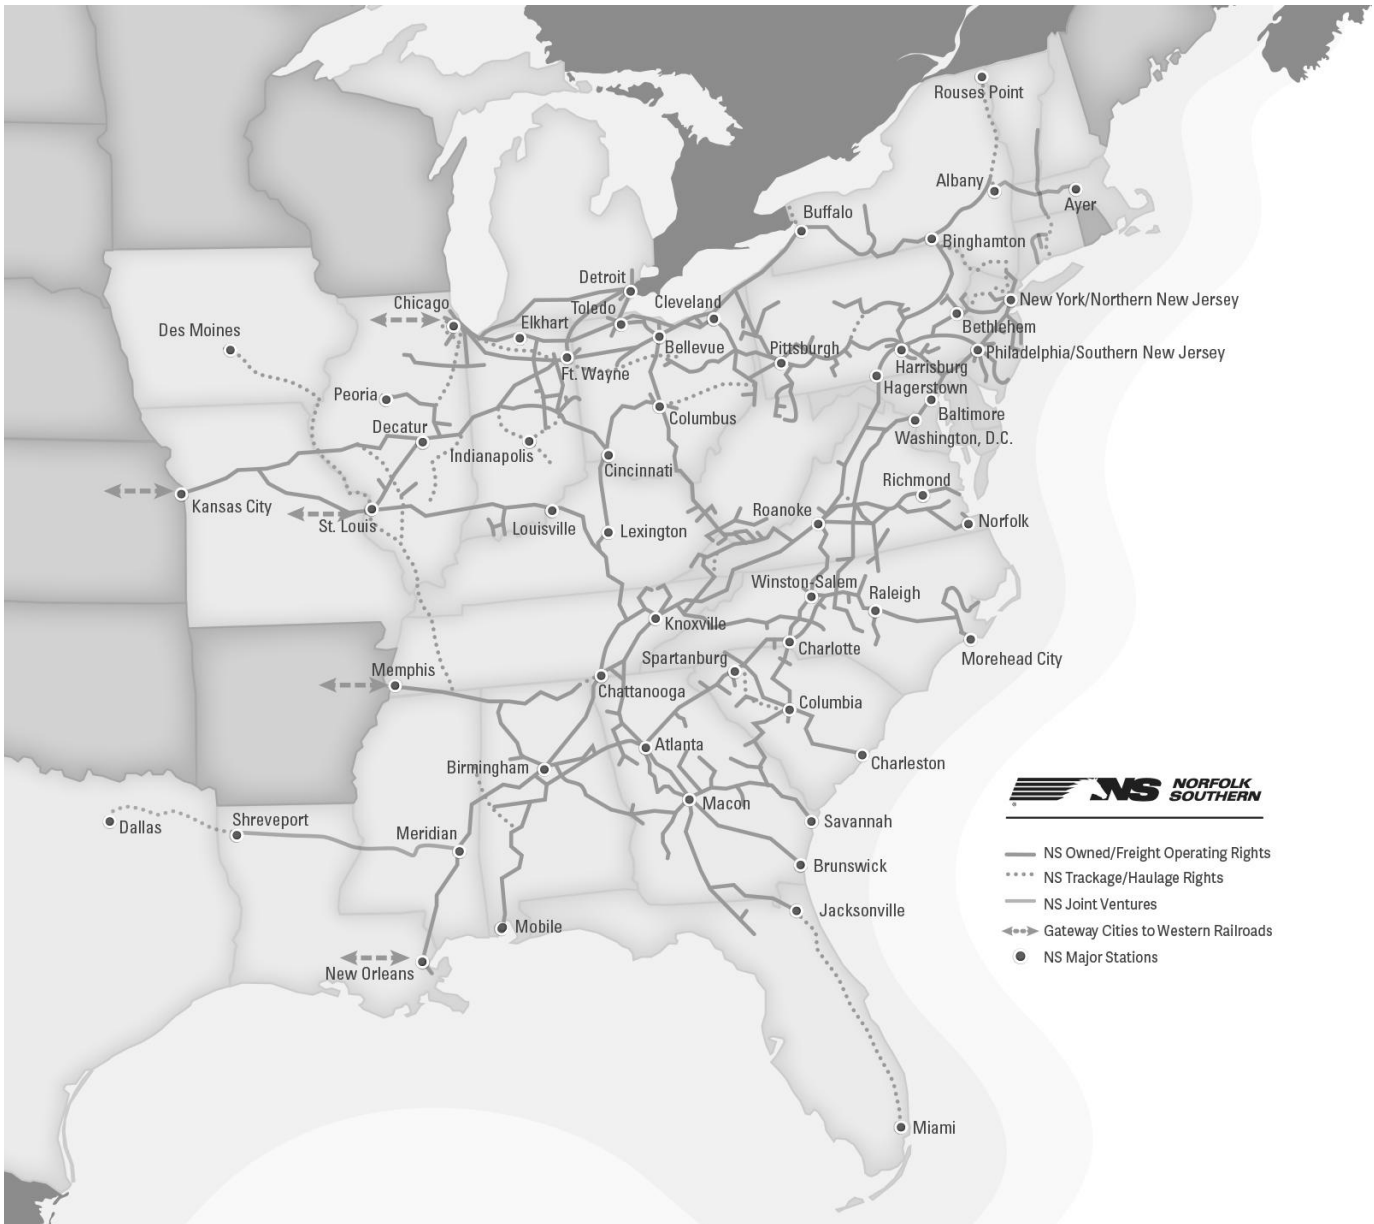 Rouses Point
Albany
Ayer
Buffalo
Binghamton
Detroit
Chicago
Toledo
Cleveland
New York/Northern New Jersey
Elkhart
Bethlehem
Des Moines
Bellevue
Pittsburgh
Philadelphia/Southern New Jersey
Ft. Wayne
Harrisburg
Hagerstown
Peoria
Columbus
Baltimore
Decatur
Washington, D.C.
Indianapolis
Cincinnati
Richmond
Kansas City
Roanoke
St. Louis
Louisville
Lexington
Norfolk
Winston-Salem
Raleigh
Knoxville
Charlotte
Spartanburg
Morehead City
Memphis
Chattanooga
Columbia
Atlanta
Birmingham
Charleston
Macon
Dallas
Shreveport
Meridian
Savannah
Brunswick
Jacksonville
Mobile
New Orleans
Miami
NS NORFOLK
SOUTHERN
NS Owned/Freight Operating Rights
NS Trackage/Haulage Rights
NS Joint Ventures
Gateway Cities to Western Railroads
NS Major Stations